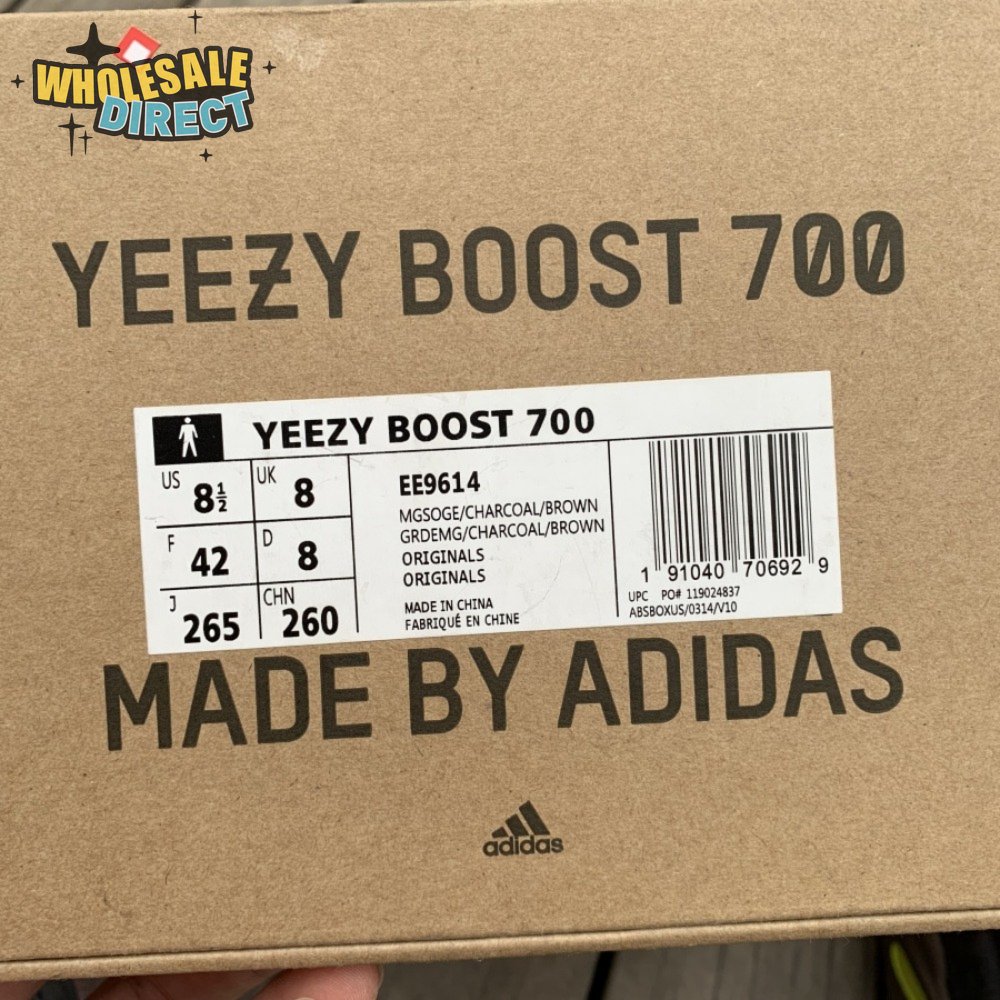 WHOLESALE
DIRECT
YEEZY BOOST 700
YEEZY BOOST 700
US 8½ UK 8
F 42 D 8
J 265 CHN 260
EE9614
MGSOGE/CHARCOAL/BROWN
GRDEMG/CHARCOAL/BROWN
ORIGINALS
ORIGINALS
MADE IN CHINA
FABRIQUÉ EN CHINE
1 91040 70692 9
UPC PO# 119024837
ABSBOXUS/0314/V10
MADE BY ADIDAS
adidas